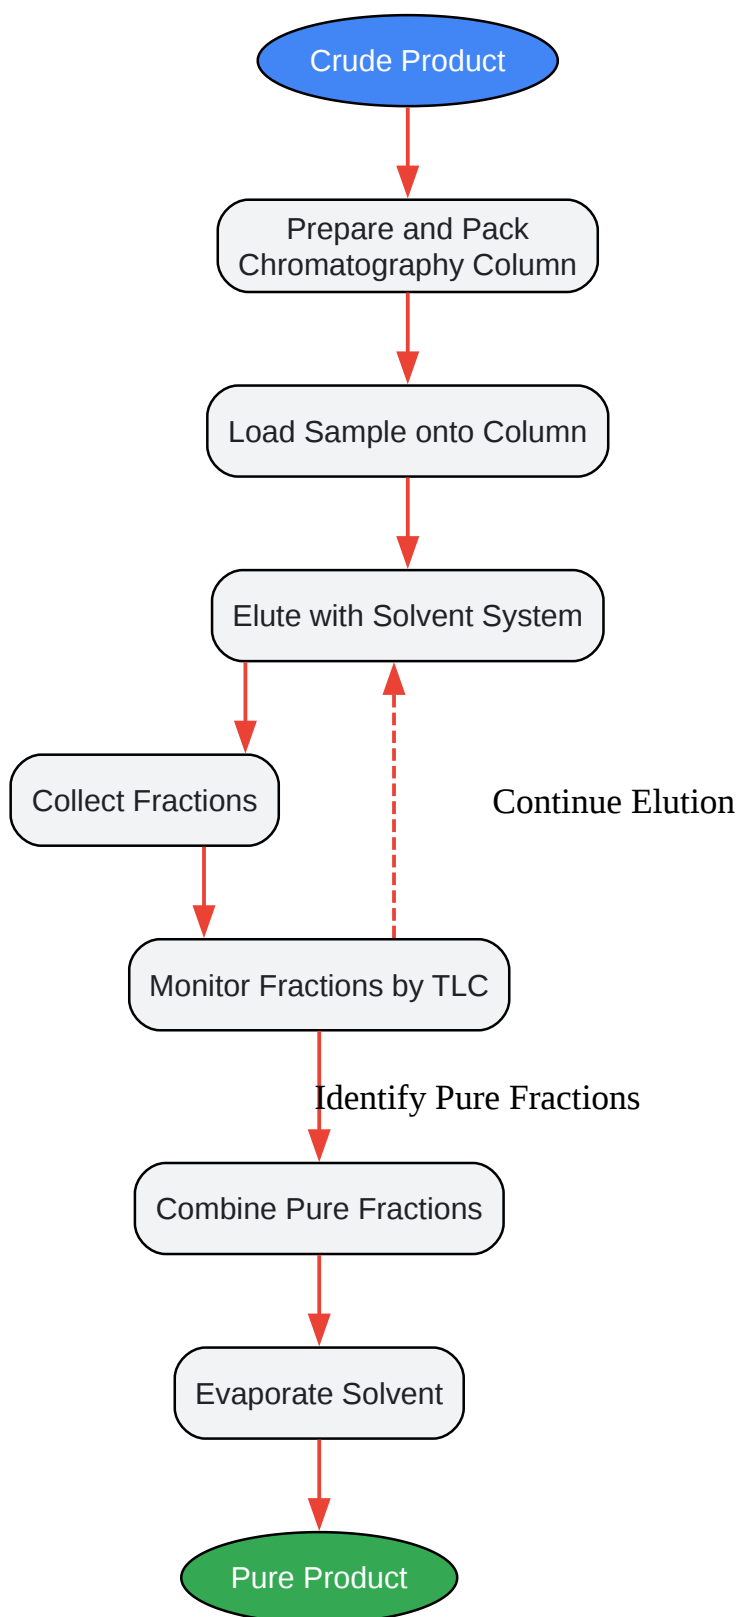 Crude Product
Prepare and Pack
Chromatography Column
Load Sample onto Column
Elute with Solvent System
Collect Fractions
Continue Elution
Monitor Fractions by TLC
Identify Pure Fractions
Combine Pure Fractions
Evaporate Solvent
Pure Product